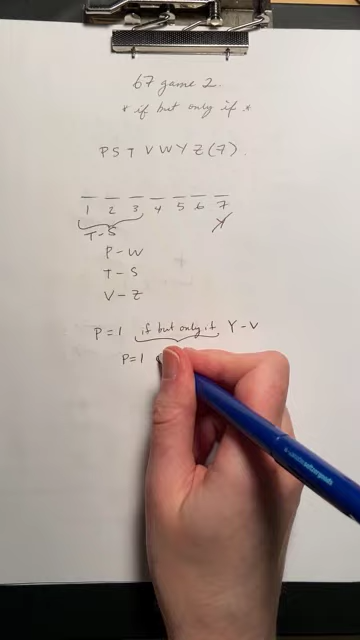 67 game 2.
* if but only if *
P S T V W Y Z (7).
1 2 3 4 5 6 7
T - S
P - W
T - S
V - Z
P = 1 if but only if Y - V
P = 1